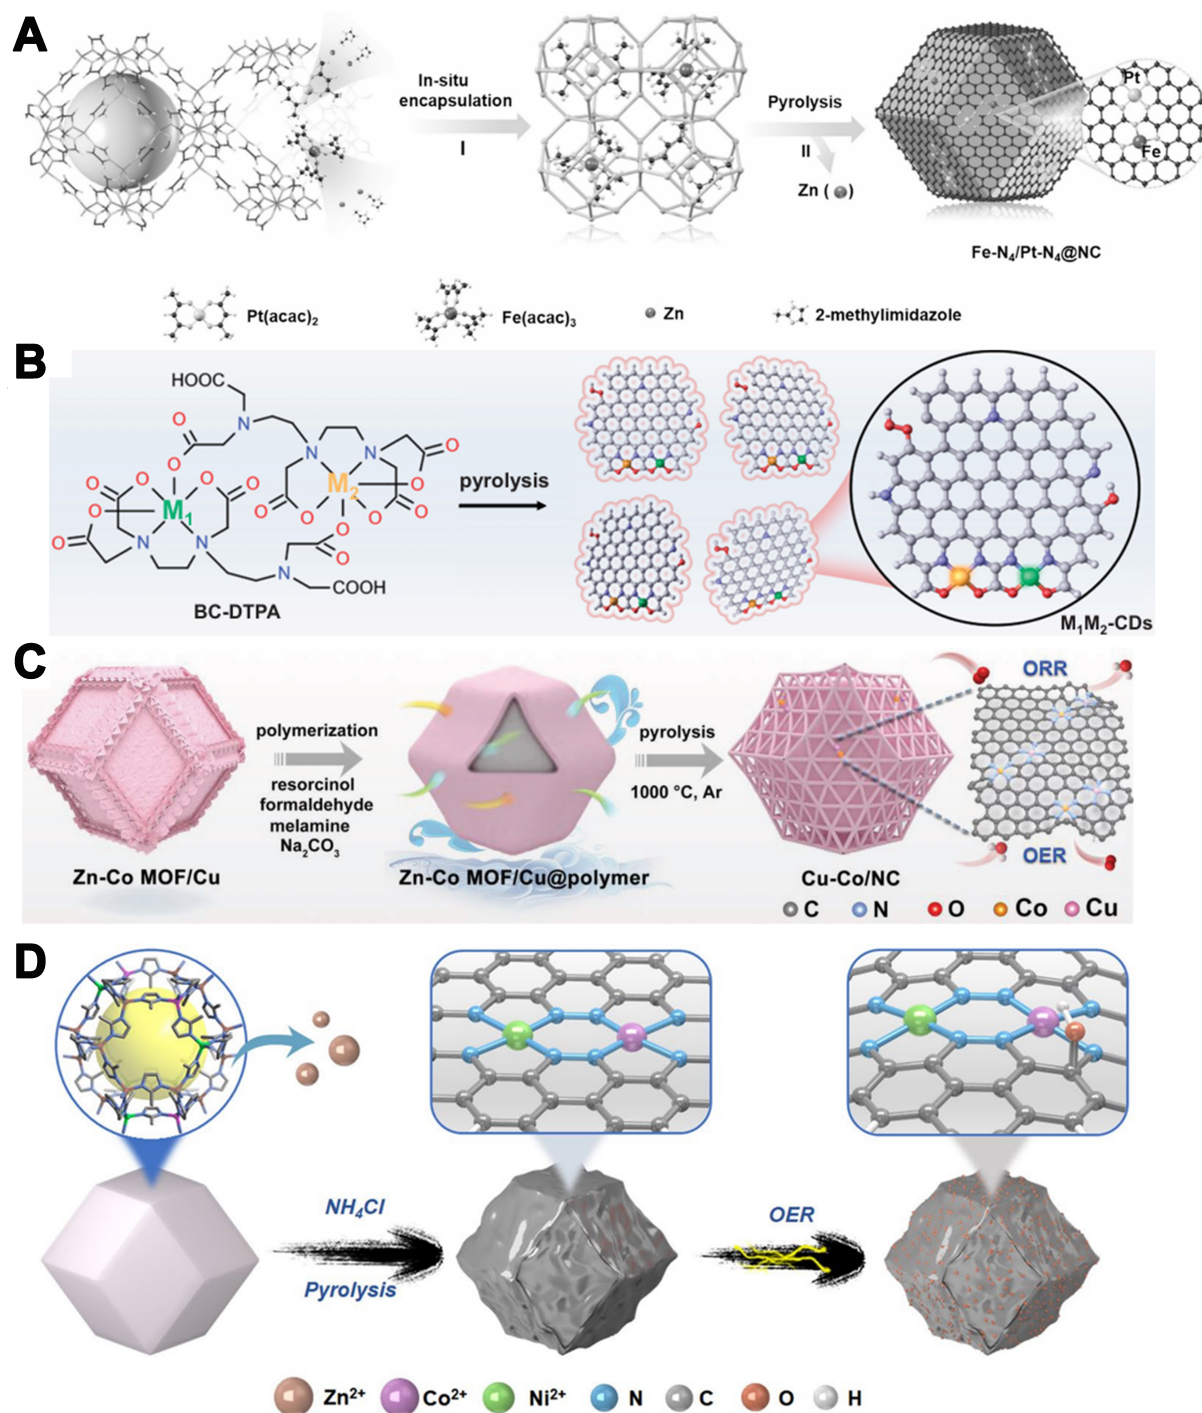 A
In-situ
encapsulation
I
Pyrolysis
II
Zn ( )
Pt
Fe
Fe-N₄/Pt-N₄@NC
Pt(acac)₂
Fe(acac)₃
Zn
2-methylimidazole
B
HOOC
O
N
O
N
N
O
O
O
O
M₂
O
O
M₁
O
O
O
O
O
N
N
O
N
COOH
BC-DTPA
pyrolysis
M₁M₂-CDs
C
polymerization
resorcinol
formaldehyde
melamine
Na₂CO₃
Zn-Co MOF/Cu
Zn-Co MOF/Cu@polymer
pyrolysis
1000 °C, Ar
Cu-Co/NC
ORR
OER
C
N
O
Co
Cu
D
NH₄Cl
Pyrolysis
OER
Zn²⁺
Co²⁺
Ni²⁺
N
C
O
H